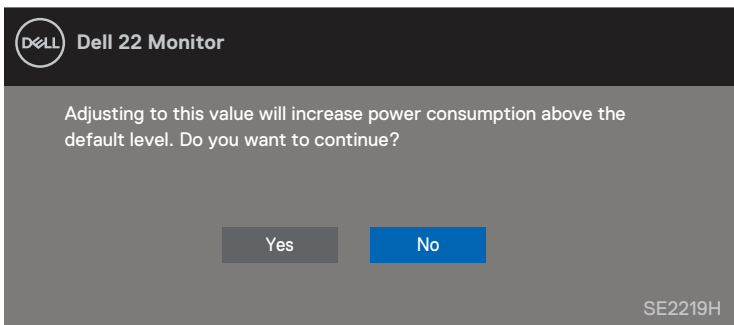 DELL
Dell 22 Monitor
Adjusting to this value will increase power consumption above the
default level. Do you want to continue?
Yes
No
SE2219H